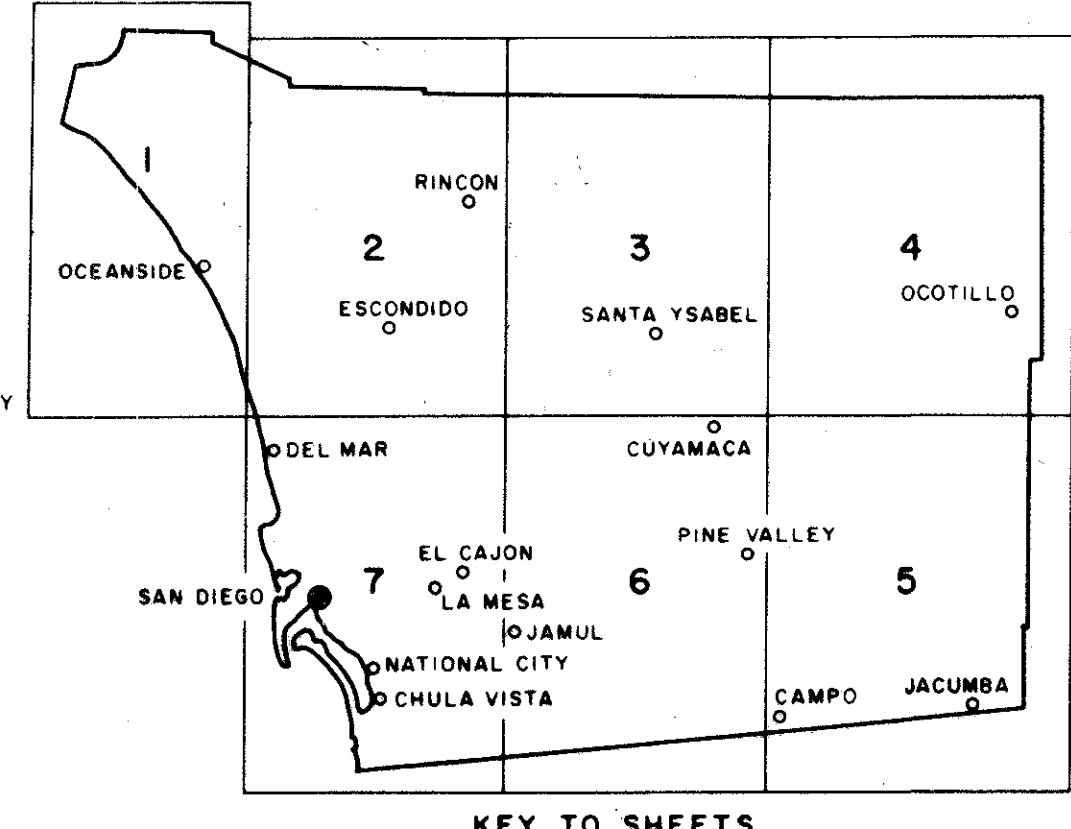 1
RINCON
2
3
4
OCEANSIDE
OCOTILLO
ESCONDIDO
SANTA YSABEL
Y
DEL MAR
CUYAMACA
PINE VALLEY
EL CAJON
SAN DIEGO
7
6
5
LA MESA
JAMUL
NATIONAL CITY
JACUMBA
CHULA VISTA
CAMPO
KEY TO SHEETS